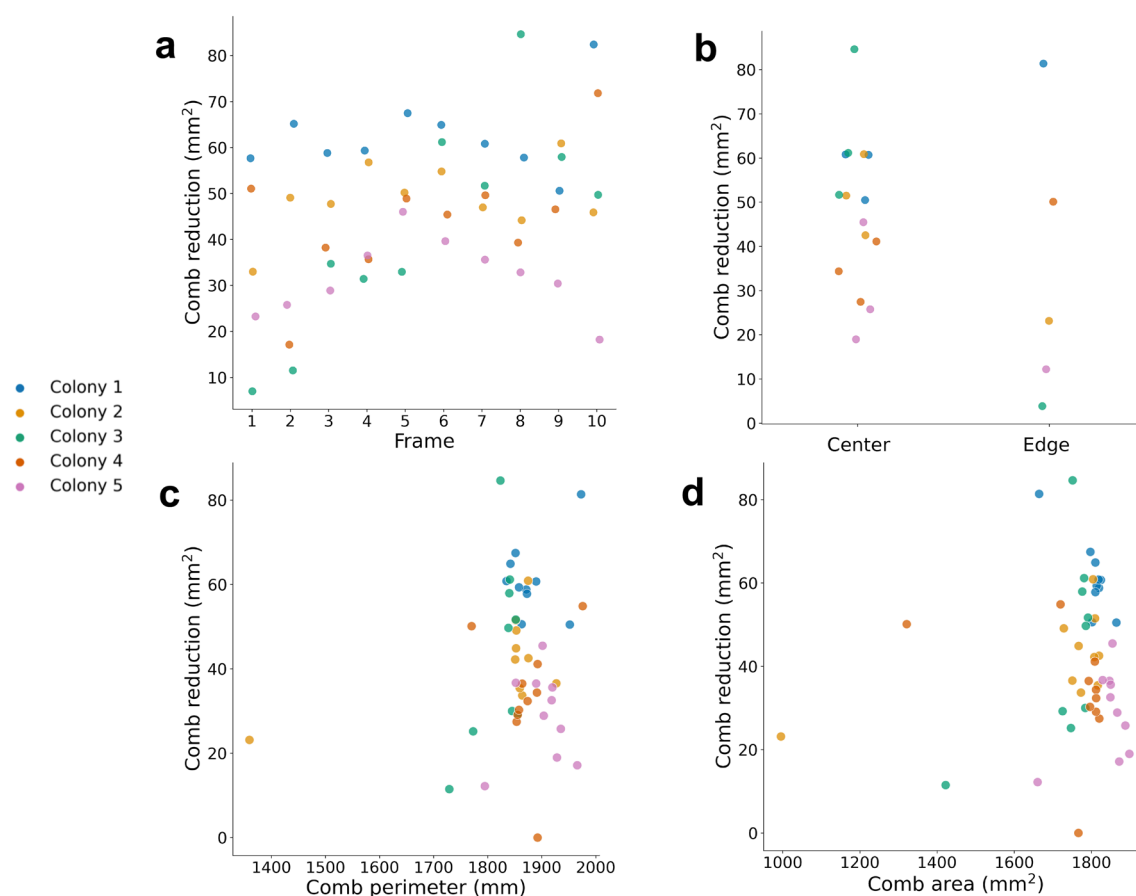 a
Comb reduction (mm²)
80
70
60
50
40
30
20
10
1 2 3 4 5 6 7 8 9 10
Frame
b
Comb reduction (mm²)
80
70
60
50
40
30
20
10
0
Center Edge
Colony 1
Colony 2
Colony 3
Colony 4
Colony 5
c
Comb reduction (mm²)
80
60
40
20
0
1400 1500 1600 1700 1800 1900 2000
Comb perimeter (mm)
d
Comb reduction (mm²)
80
60
40
20
0
1000 1200 1400 1600 1800
Comb area (mm²)